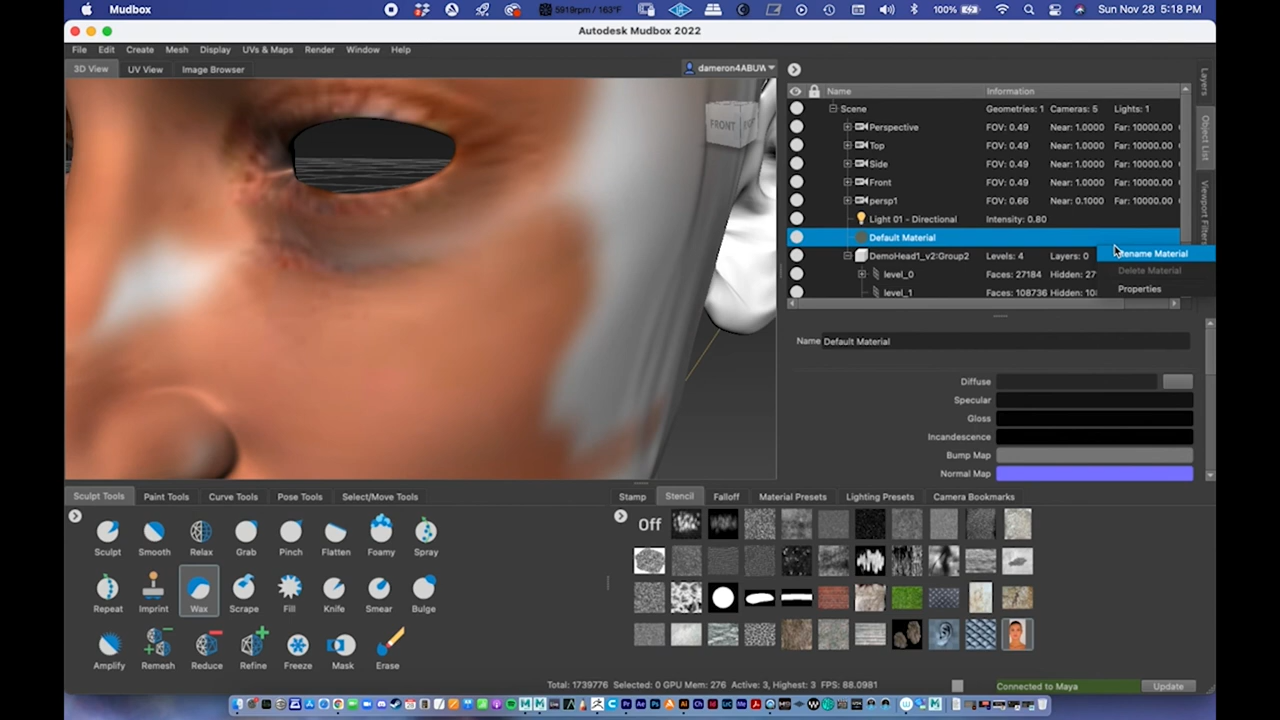 Mudbox 5919rpm / 163°F 100% Sun Nov 28 5:18 PM
Autodesk Mudbox 2022
File Edit Create Mesh Display UVs & Maps Render Window Help
3D View UV View Image Browser dameron4ABUW
Layers
Object List
Viewport Filters
Name Information
Scene Geometries: 1 Cameras: 5 Lights: 1
Perspective FOV: 0.49 Near: 1.0000 Far: 10000.00
Top FOV: 0.49 Near: 1.0000 Far: 10000.00
Side FOV: 0.49 Near: 1.0000 Far: 10000.00
Front FOV: 0.49 Near: 1.0000 Far: 10000.00
persp1 FOV: 0.66 Near: 0.1000 Far: 10000.00
Light 01 - Directional Intensity: 0.80
Default Material
DemoHead1_v2:Group2 Levels: 4 Layers: 0
level_0 Faces: 27184 Hidden: 27
level_1 Faces: 108736 Hidden: 10
Rename Material
Delete Material
Properties
FRONT
Name Default Material
Diffuse
Specular
Gloss
Incandescence
Bump Map
Normal Map
Sculpt Tools Paint Tools Curve Tools Pose Tools Select/Move Tools
Stamp Stencil Falloff Material Presets Lighting Presets Camera Bookmarks
Off
Sculpt Smooth Relax Grab Pinch Flatten Foamy Spray
Repeat Imprint Wax Scrape Fill Knife Smear Bulge
Amplify Remesh Reduce Refine Freeze Mask Erase
Total: 1739776 Selected: 0 GPU Mem: 276 Active: 3, Highest: 3 FPS: 88.0981
Connected to Maya Update